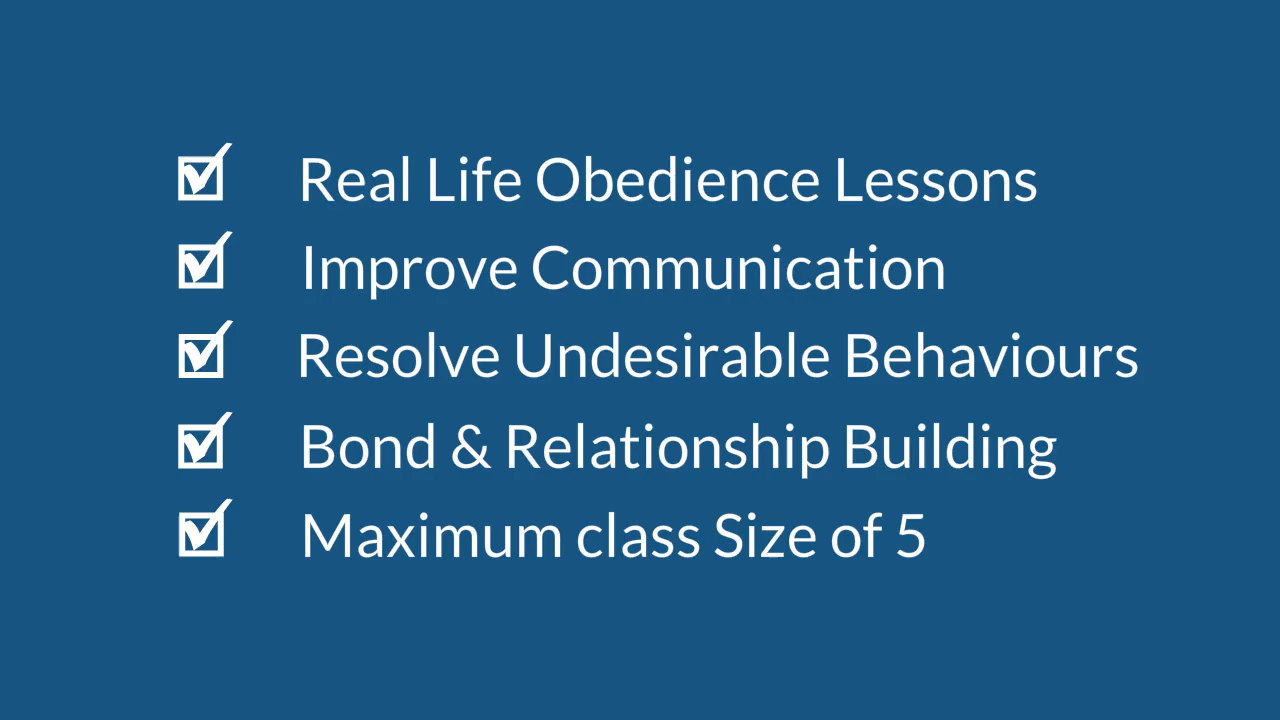 Real Life Obedience Lessons
Improve Communication
Resolve Undesirable Behaviours
Bond & Relationship Building
Maximum class Size of 5